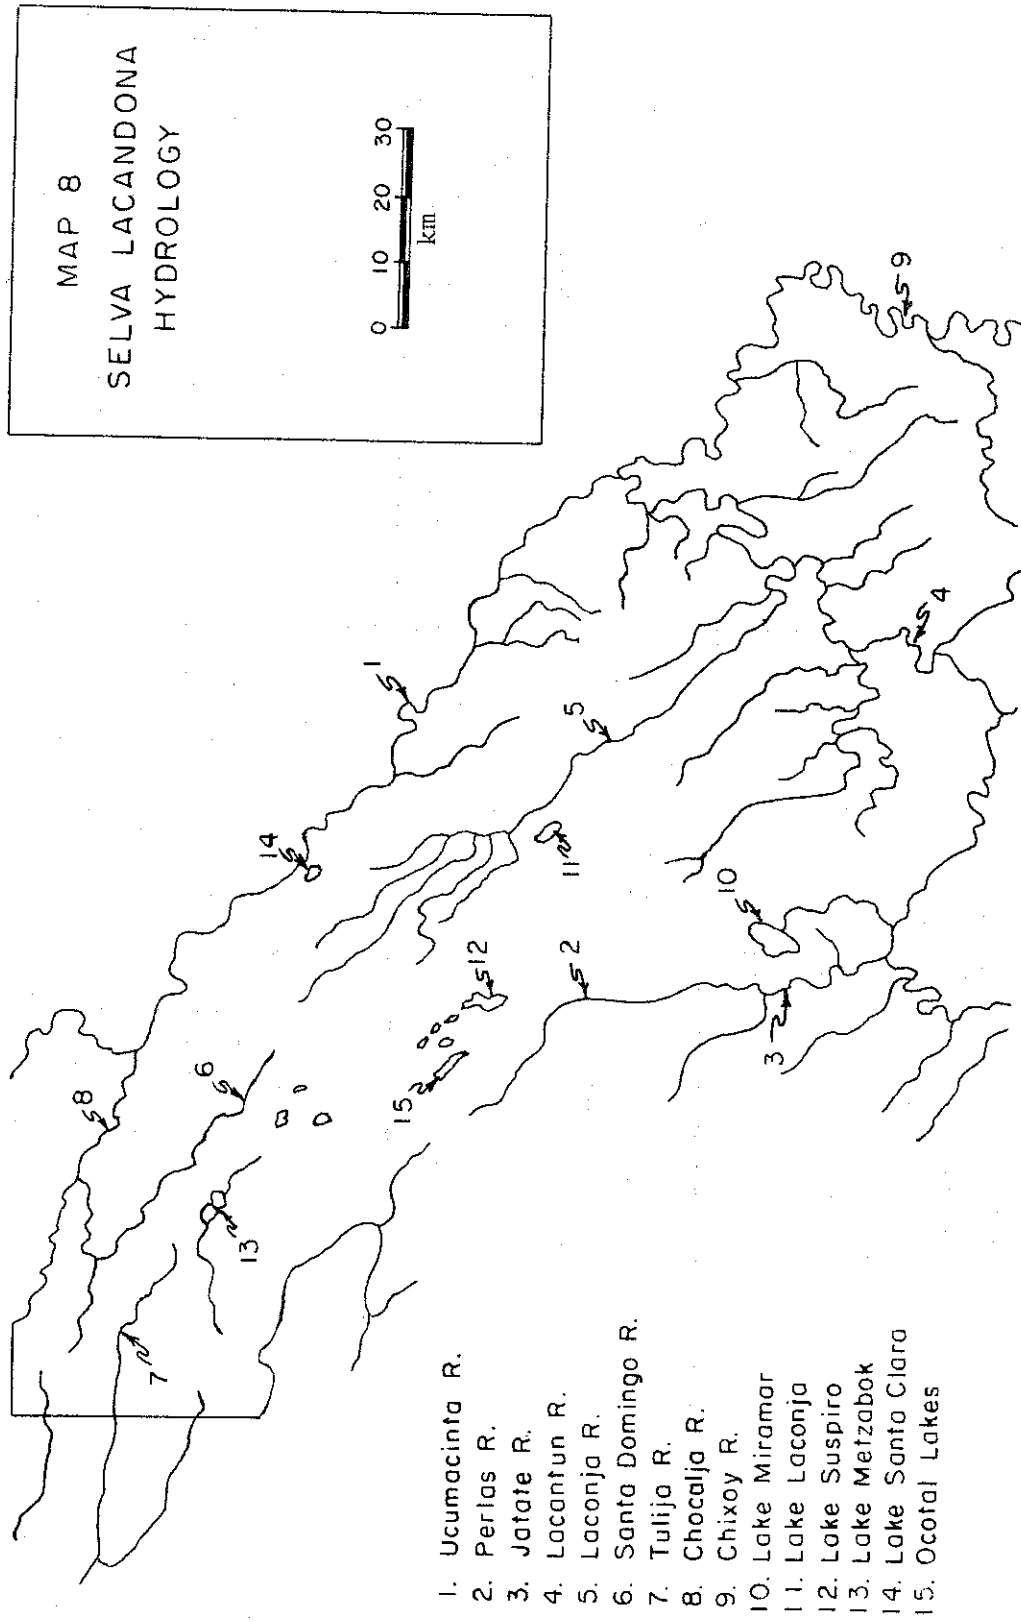 MAP 8
SELVA LACANDONA
HYDROLOGY
0 10 20 30
km
1
2
3
4
5
6
7
8
9
10
11
12
13
14
15
1. Ucumacinta R.
2. Perlas R.
3. Jatate R.
4. Lacantun R.
5. Laconja R.
6. Santa Domingo R.
7. Tulija R.
8. Chocalja R.
9. Chixoy R.
10. Lake Miramar
11. Lake Laconja
12. Lake Suspiro
13. Lake Metzabok
14. Lake Santa Clara
15. Ocotal Lakes